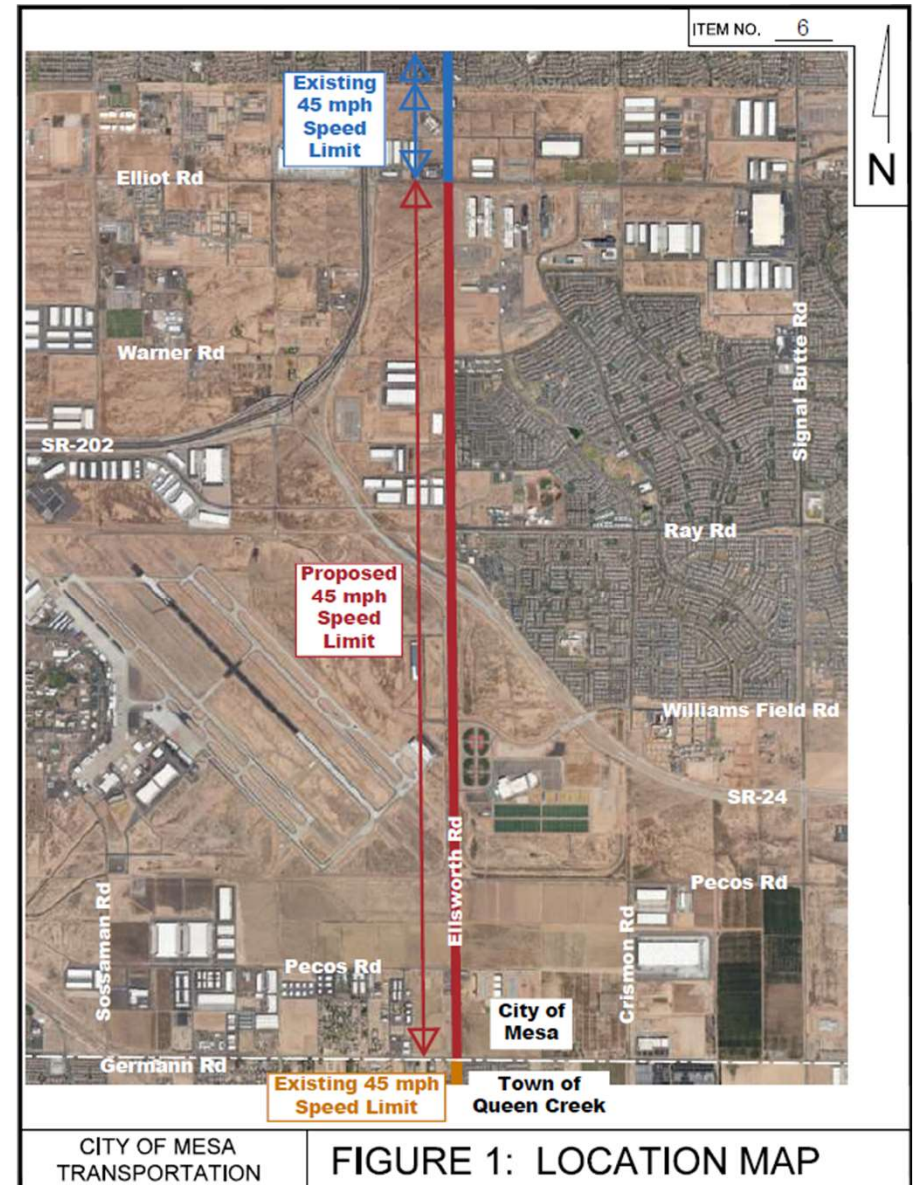 ITEM NO. 6
N
Existing
45 mph
Speed
Limit
Elliot Rd
Warner Rd
Signal Butte Rd
SR-202
Ray Rd
Proposed
45 mph
Speed
Limit
Williams Field Rd
SR-24
Ellsworth Rd
Pecos Rd
Sossaman Rd
Crismon Rd
Pecos Rd
City of
Mesa
Germann Rd
Existing 45 mph
Speed Limit
Town of
Queen Creek
CITY OF MESA
TRANSPORTATION
FIGURE 1: LOCATION MAP